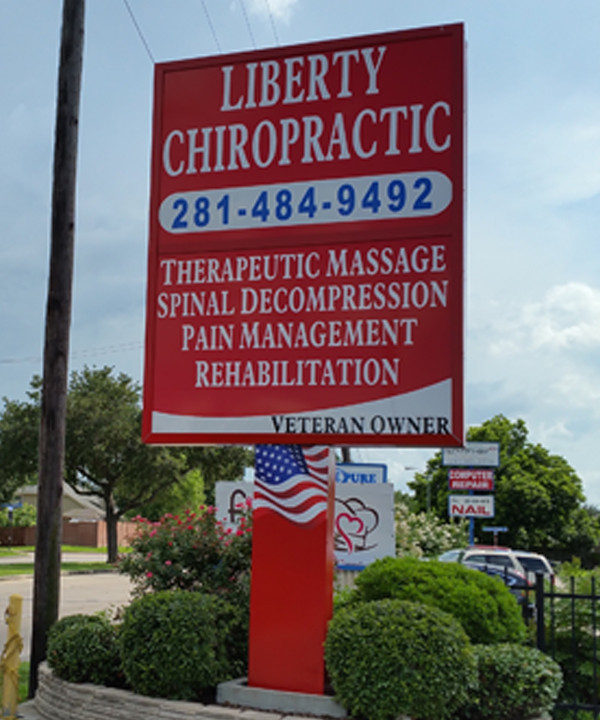 LIBERTY
CHIROPRACTIC
281-484-9492
THERAPEUTIC MASSAGE
SPINAL DECOMPRESSION
PAIN MANAGEMENT
REHABILITATION
VETERAN OWNER
PURE
COMPUTER
REPAIR
NAIL